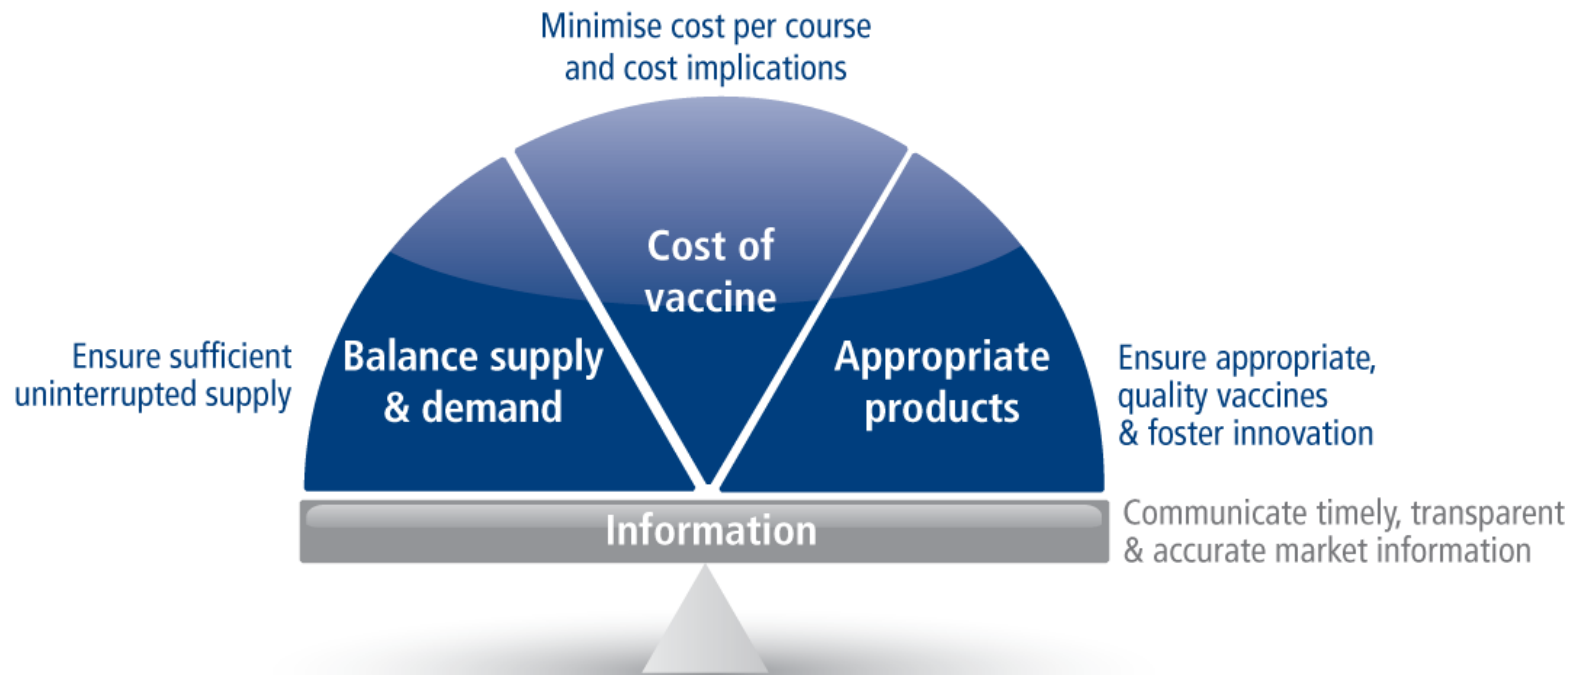 Minimise cost per course
and cost implications
Cost of
vaccine
Ensure sufficient
uninterrupted supply
Balance supply
& demand
Appropriate
products
Ensure appropriate,
quality vaccines
& foster innovation
Information
Communicate timely, transparent
& accurate market information